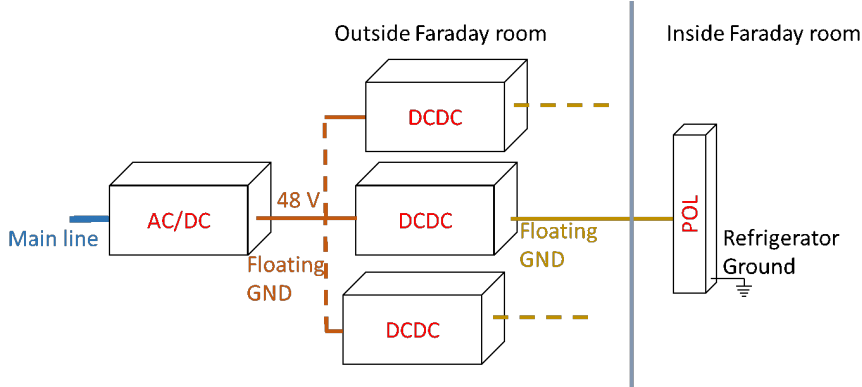 Outside Faraday room
Inside Faraday room
DCDC
Main line
AC/DC
48 V
Floating
GND
DCDC
Floating
GND
POL
Refrigerator
Ground
DCDC